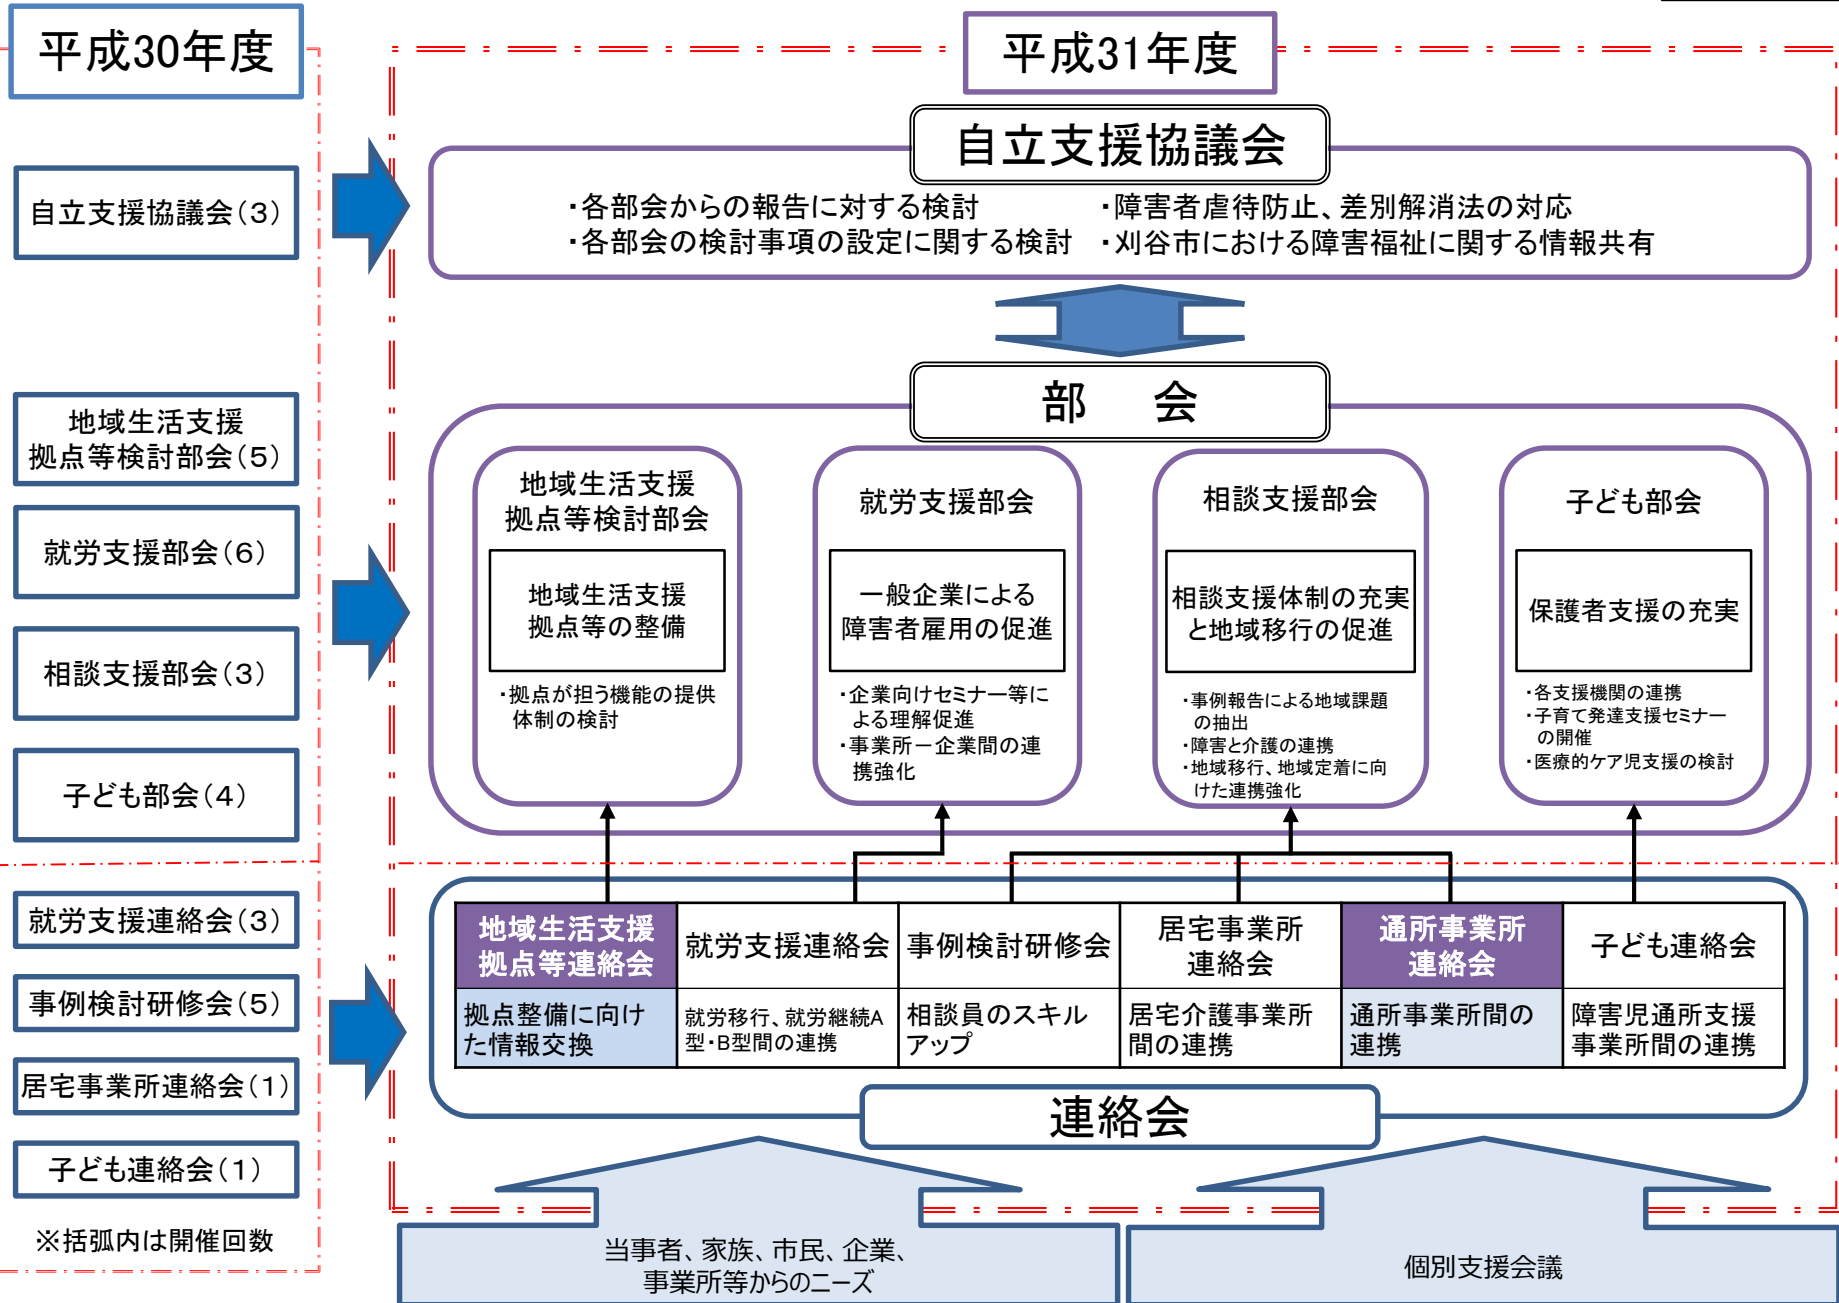 平成30年度
自立支援協議会(3)
地域生活支援
拠点等検討部会(5)
就労支援部会(6)
相談支援部会(3)
子ども部会(4)
就労支援連絡会(3)
事例検討研修会(5)
居宅事業所連絡会(1)
子ども連絡会(1)
※括弧内は開催回数
平成31年度
自立支援協議会
・各部会からの報告に対する検討
・各部会の検討事項の設定に関する検討
・障害者虐待防止、差別解消法の対応
・刈谷市における障害福祉に関する情報共有
部　会
地域生活支援
拠点等検討部会
地域生活支援
拠点等の整備
・拠点が担う機能の提供
体制の検討
就労支援部会
一般企業による
障害者雇用の促進
・企業向けセミナー等に
よる理解促進
・事業所－企業間の連
携強化
相談支援部会
相談支援体制の充実
と地域移行の促進
・事例報告による地域課題
の抽出
・障害と介護の連携
・地域移行、地域定着に向
けた連携強化
子ども部会
保護者支援の充実
・各支援機関の連携
・子育て発達支援セミナー
の開催
・医療的ケア児支援の検討
地域生活支援
拠点等連絡会
就労支援連絡会
事例検討研修会
居宅事業所
連絡会
通所事業所
連絡会
子ども連絡会
拠点整備に向け
た情報交換
就労移行、就労継続A
型・B型間の連携
相談員のスキル
アップ
居宅介護事業所
間の連携
通所事業所間の
連携
障害児通所支援
事業所間の連携
連絡会
当事者、家族、市民、企業、
事業所等からのニーズ
個別支援会議